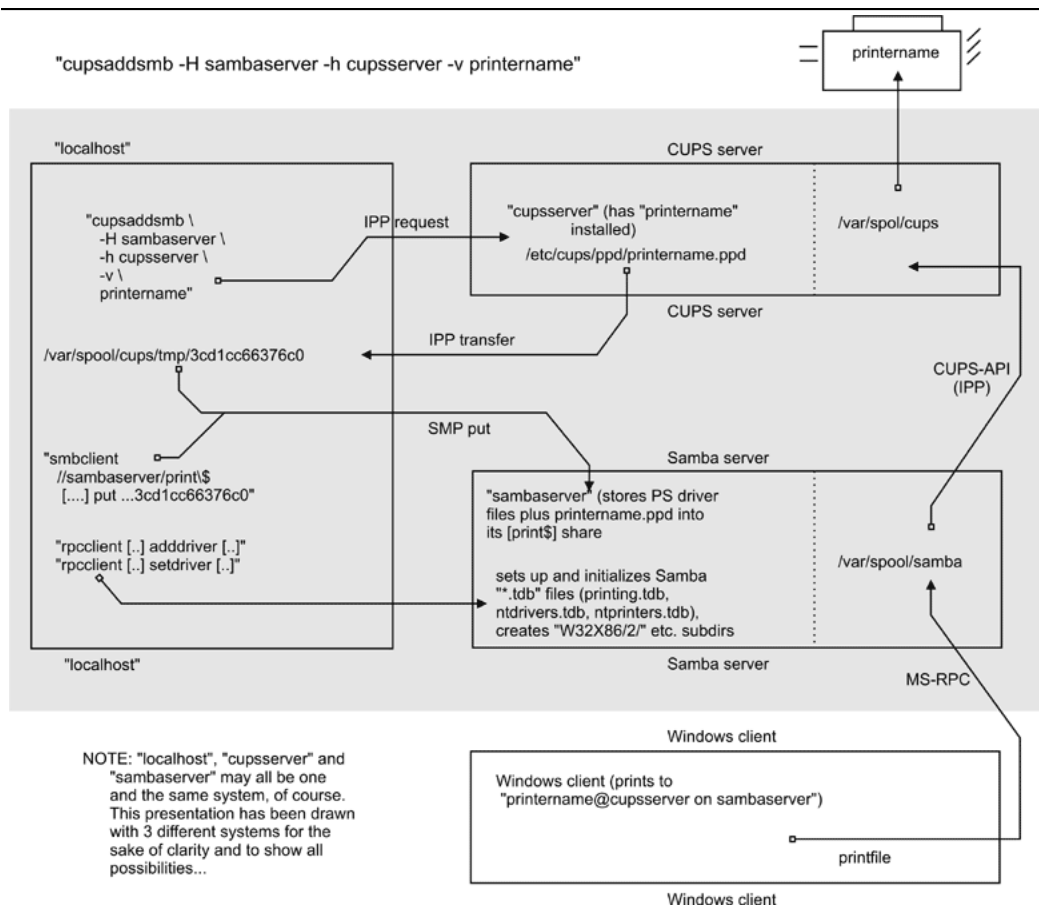 "cupsaddsmb -H sambaserver -h cupsserver -v printername"
printername
"localhost"
"cupsaddsmb \
-H sambaserver \
-h cupsserver \
-v \
printername"
IPP request
CUPS server
"cupsserver" (has "printername"
installed)
/etc/cups/ppd/printername.ppd
/var/spol/cups
CUPS server
IPP transfer
/var/spool/cups/tmp/3cd1cc66376c0
CUPS-API
(IPP)
SMP put
"smbclient
//sambaserver/print\$
[....] put ...3cd1cc66376c0"
"rpcclient [..] adddriver [..]"
"rpcclient [..] setdriver [..]"
"localhost"
Samba server
"sambaserver" (stores PS driver
files plus printername.ppd into
its [print$] share
sets up and initializes Samba
"*.tdb" files (printing.tdb,
ntdrivers.tdb, ntprinters.tdb),
creates "W32X86/2/" etc. subdirs
/var/spool/samba
Samba server
MS-RPC
NOTE: "localhost", "cupsserver" and
"sambaserver" may all be one
and the same system, of course.
This presentation has been drawn
with 3 different systems for the
sake of clarity and to show all
possibilities...
Windows client
Windows client (prints to
"printername@cupsserver on sambaserver")
printfile
Windows client